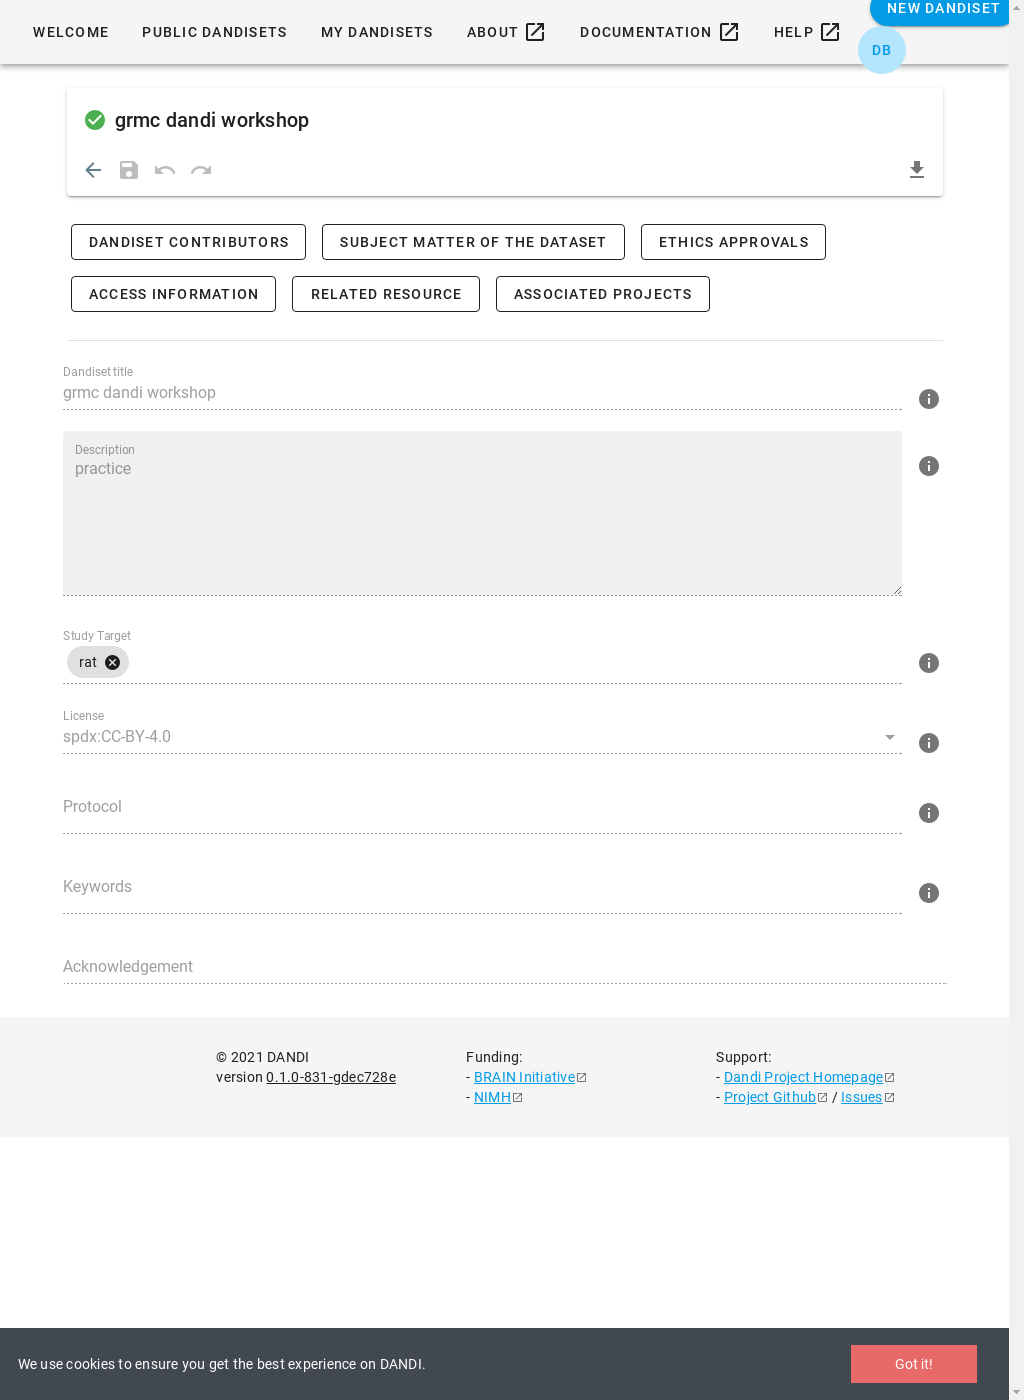 NEW DANDISET
WELCOME PUBLIC DANDISETS MY DANDISETS ABOUT DOCUMENTATION HELP
DB
grmc dandi workshop
DANDISET CONTRIBUTORS SUBJECT MATTER OF THE DATASET ETHICS APPROVALS
ACCESS INFORMATION RELATED RESOURCE ASSOCIATED PROJECTS
Dandiset title
grmc dandi workshop
Description
practice
Study Target
rat
License
spdx:CC-BY-4.0
Protocol
Keywords
Acknowledgement
© 2021 DANDI
version 0.1.0-831-gdec728e
Funding:
- BRAIN Initiative
- NIMH
Support:
- Dandi Project Homepage
- Project Github / Issues
We use cookies to ensure you get the best experience on DANDI.
Got it!